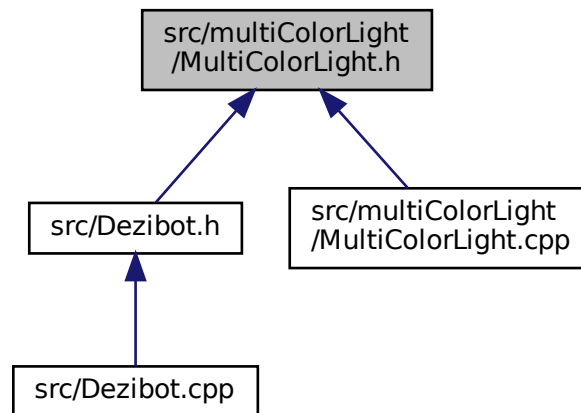 src/multiColorLight
/MultiColorLight.h
src/Dezibot.h
src/multiColorLight
/MultiColorLight.cpp
src/Dezibot.cpp